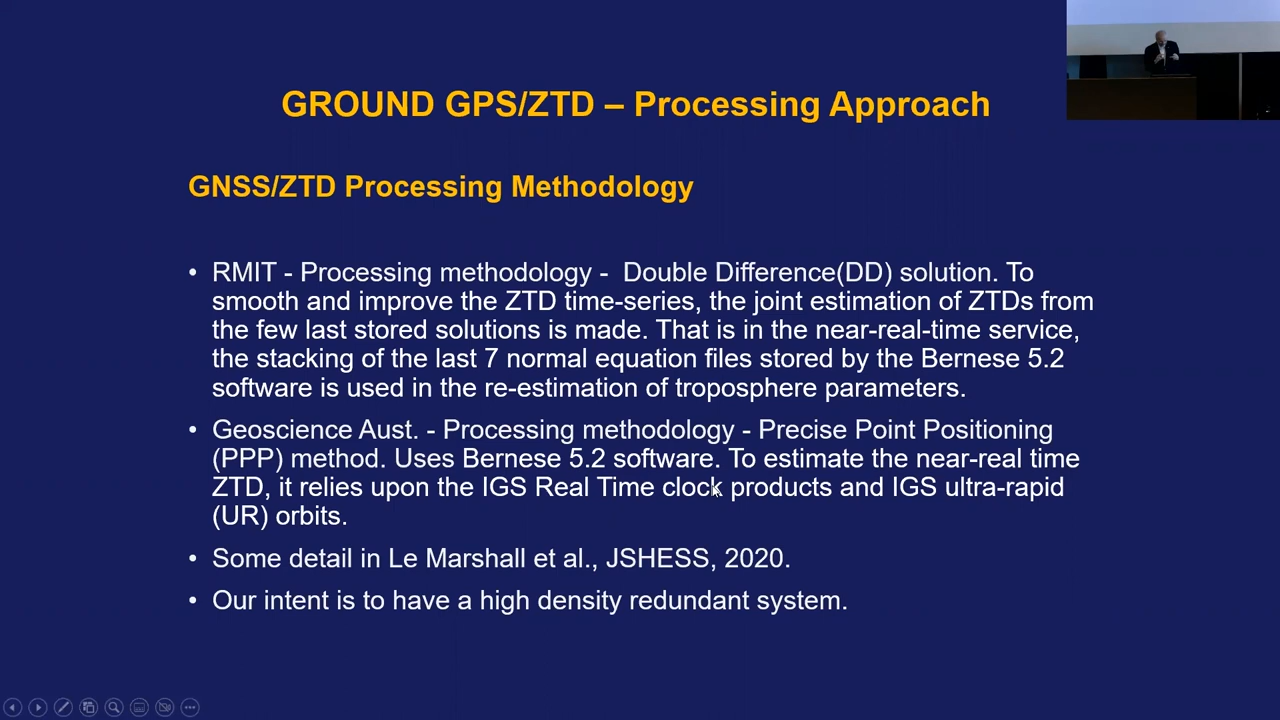 GROUND GPS/ZTD – Processing Approach
GNSS/ZTD Processing Methodology
• RMIT - Processing methodology - Double Difference(DD) solution. To
smooth and improve the ZTD time-series, the joint estimation of ZTDs from
the few last stored solutions is made. That is in the near-real-time service,
the stacking of the last 7 normal equation files stored by the Bernese 5.2
software is used in the re-estimation of troposphere parameters.
• Geoscience Aust. - Processing methodology - Precise Point Positioning
(PPP) method. Uses Bernese 5.2 software. To estimate the near-real time
ZTD, it relies upon the IGS Real Time clock products and IGS ultra-rapid
(UR) orbits.
• Some detail in Le Marshall et al., JSHESS, 2020.
• Our intent is to have a high density redundant system.